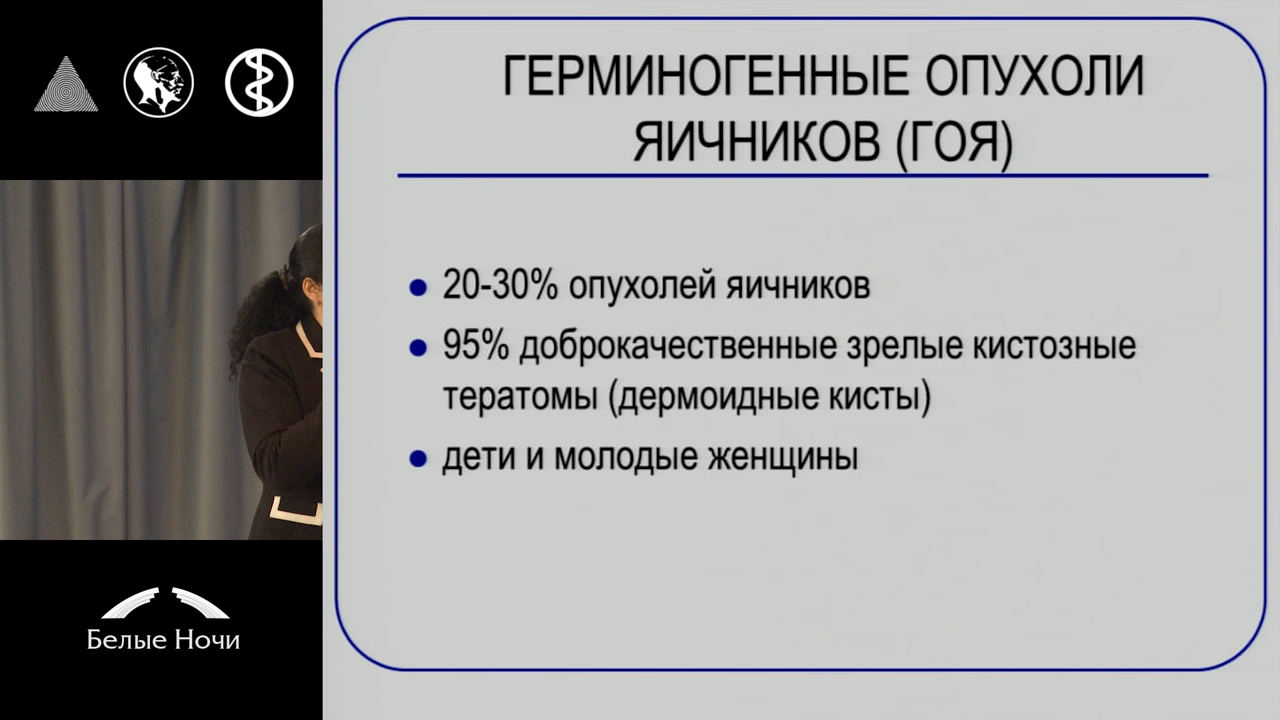 ГЕРМИНОГЕННЫЕ ОПУХОЛИ
ЯИЧНИКОВ (ГОЯ)
20-30% опухолей яичников
95% доброкачественные зрелые кистозные
тератомы (дермоидные кисты)
дети и молодые женщины
Белые Ночи